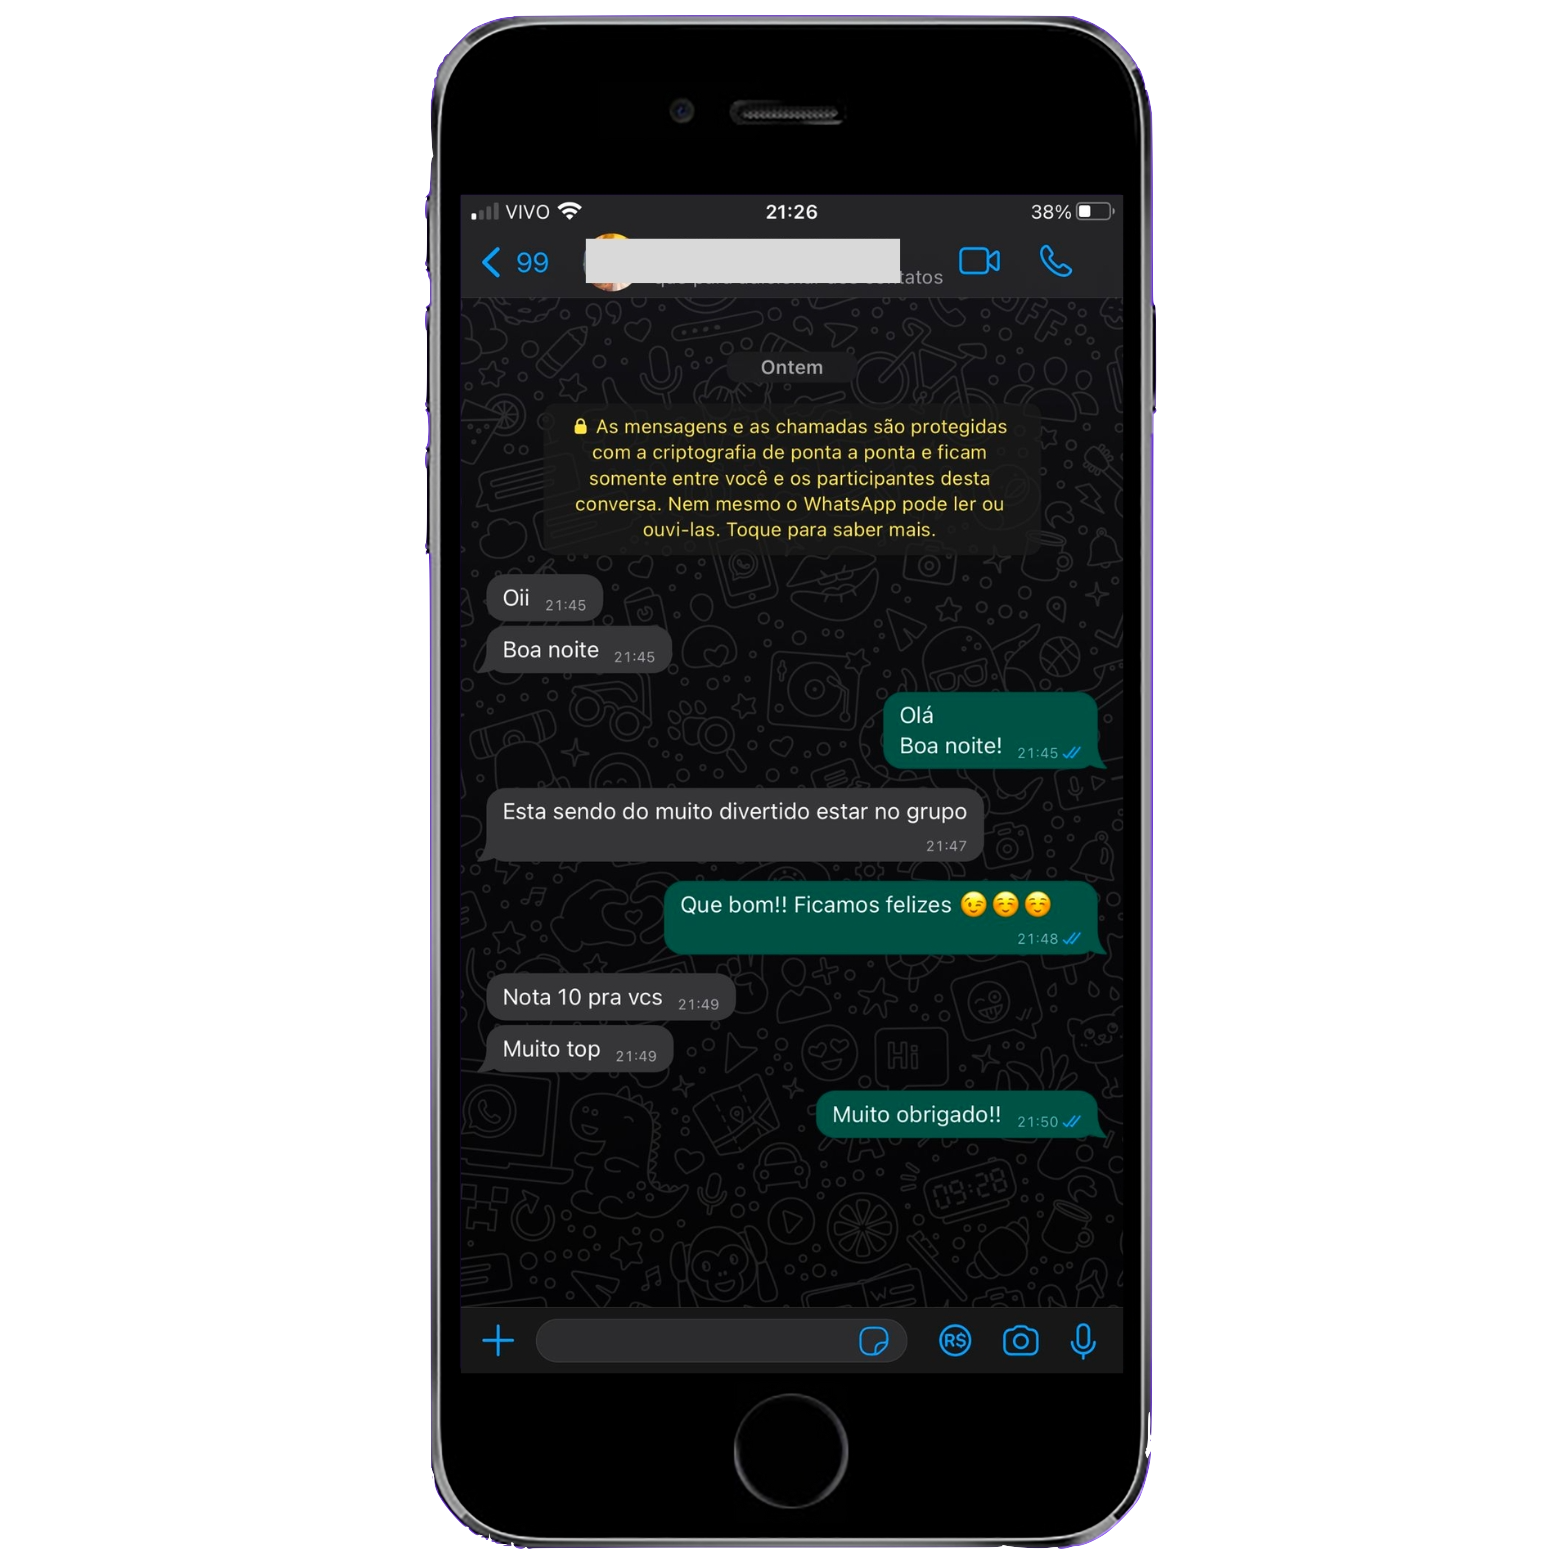 VIVO 21:26 38%
99
tatos
Ontem
As mensagens e as chamadas são protegidas
com a criptografia de ponta a ponta e ficam
somente entre você e os participantes desta
conversa. Nem mesmo o WhatsApp pode ler ou
ouvi-las. Toque para saber mais.
Oii 21:45
Boa noite 21:45
Olá
Boa noite! 21:45
Esta sendo do muito divertido estar no grupo
21:47
Que bom!! Ficamos felizes 😉☺️☺️
21:48
Nota 10 pra vcs 21:49
Muito top 21:49
Hi
Muito obrigado!! 21:50
09:28
R$